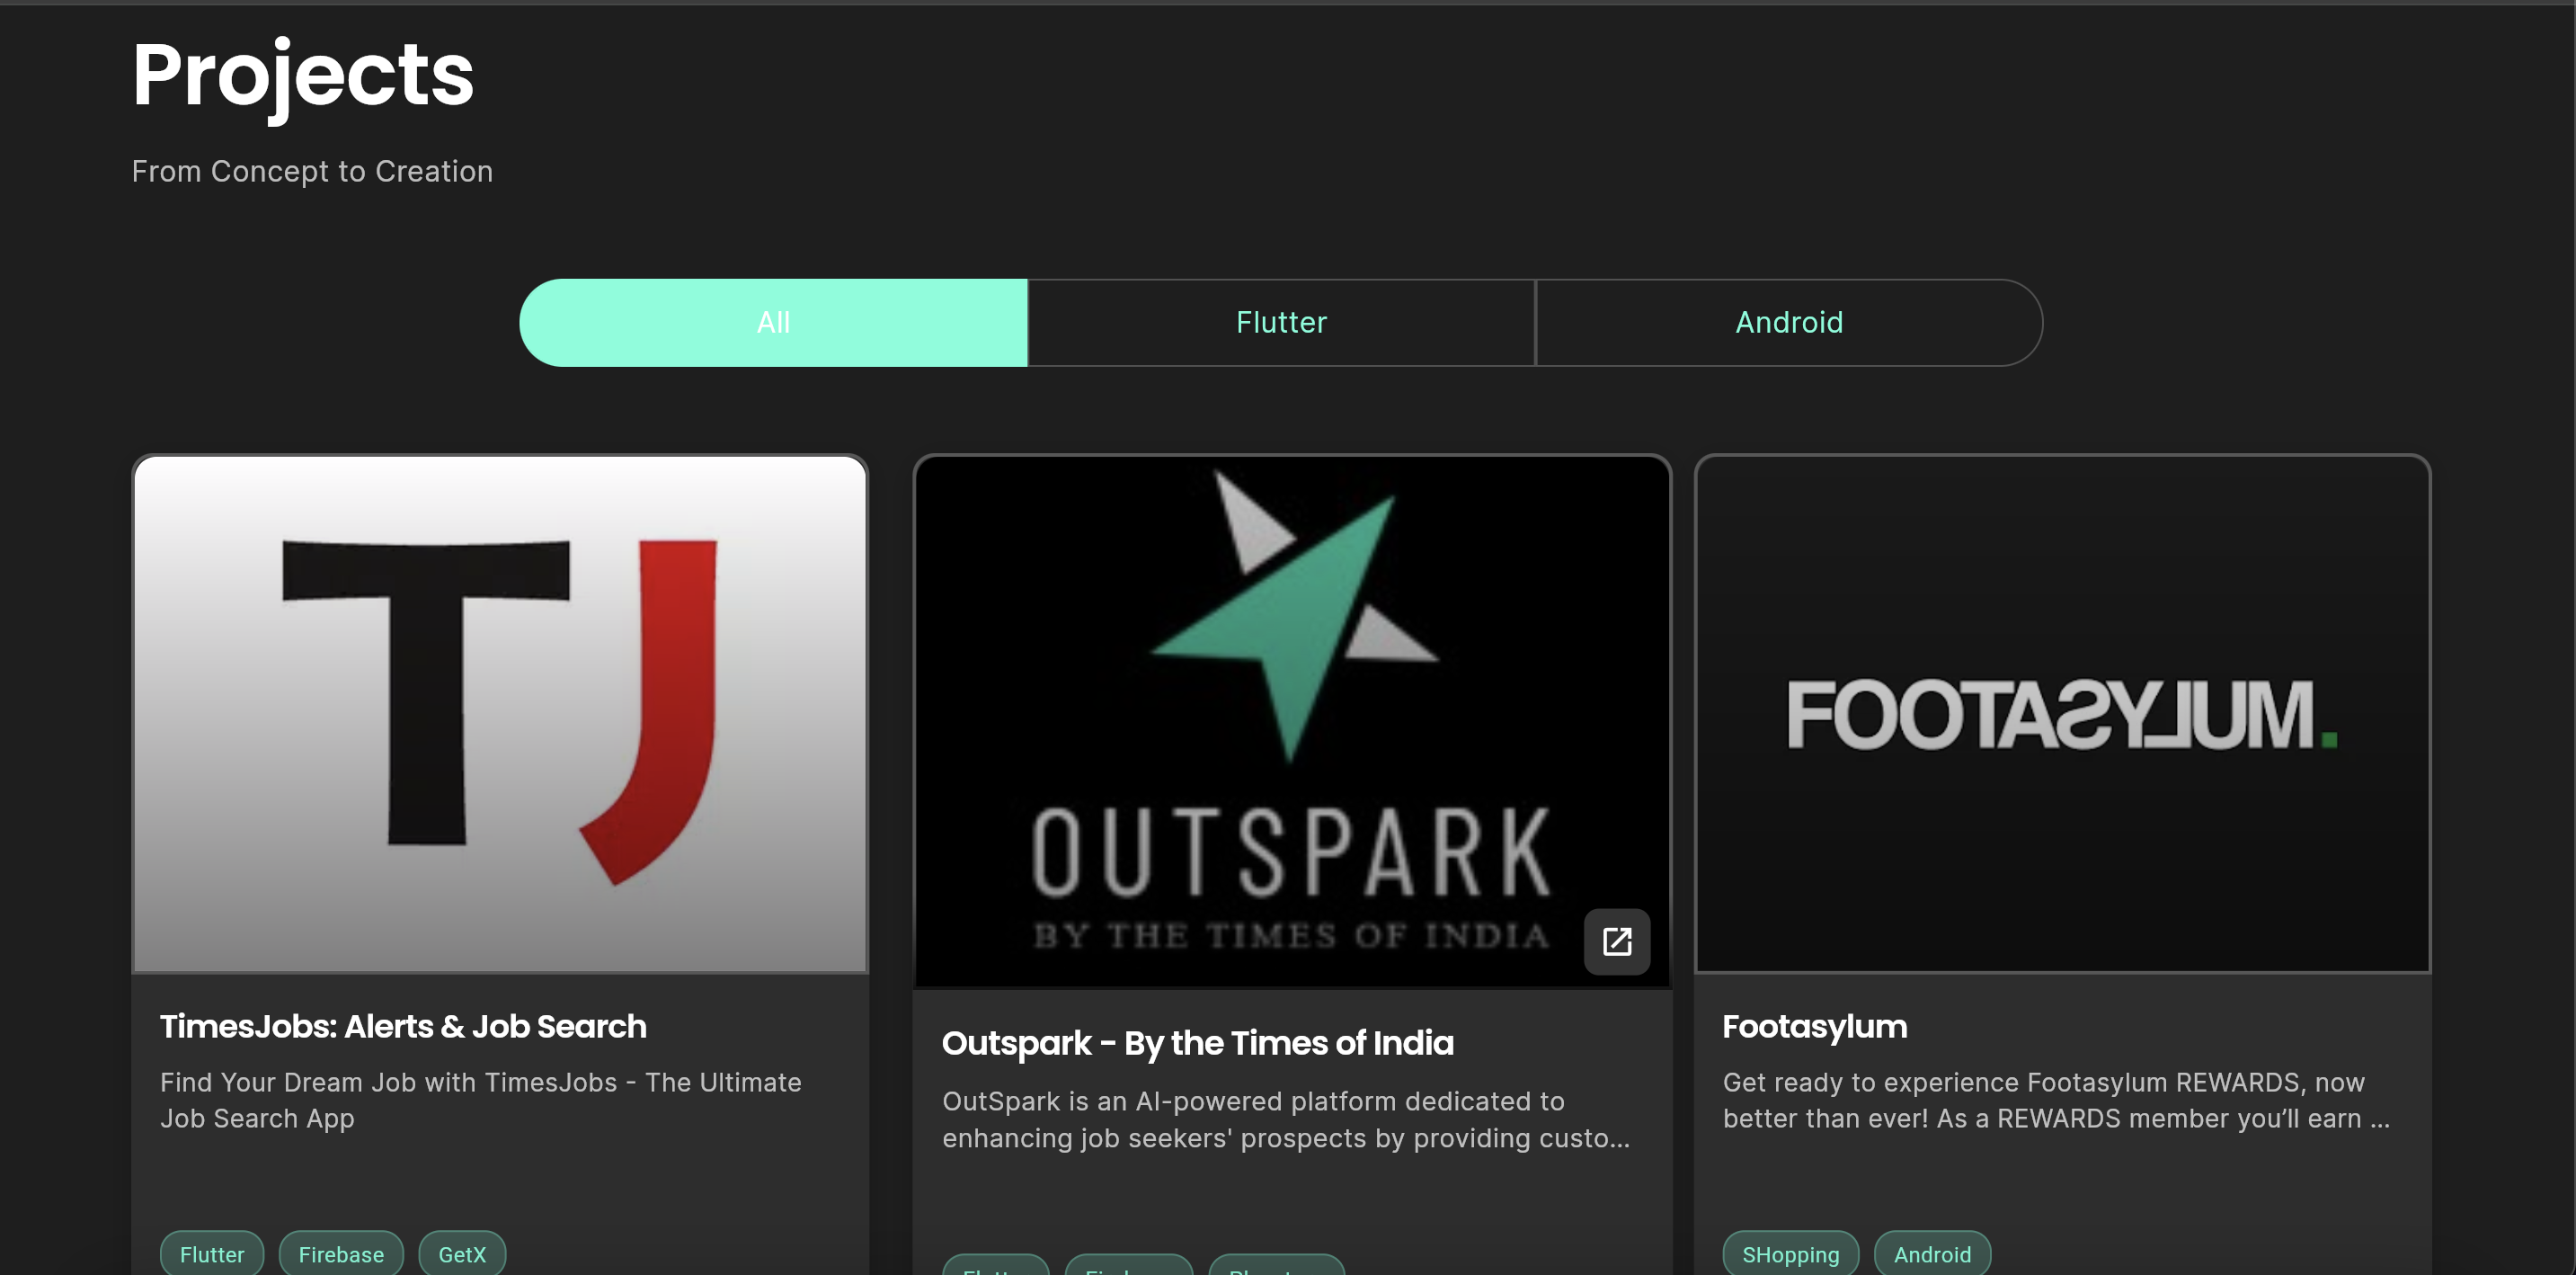 Projects
From Concept to Creation
All
Flutter
Android
TJ
OUTSPARK
BY THE TIMES OF INDIA
FOOTASYLUM.
TimesJobs: Alerts & Job Search
Find Your Dream Job with TimesJobs - The Ultimate
Job Search App
Flutter
Firebase
GetX
Outspark - By the Times of India
OutSpark is an AI-powered platform dedicated to
enhancing job seekers' prospects by providing custo...
Footasylum
Get ready to experience Footasylum REWARDS, now
better than ever! As a REWARDS member you’ll earn ...
SHopping
Android